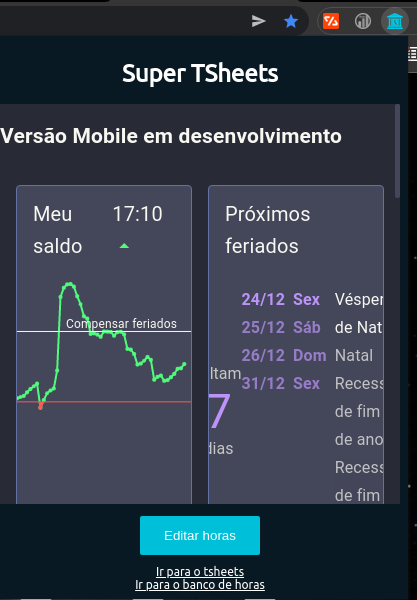 Super TSheets
Versão Mobile em desenvolvimento
Meu saldo
17:10
Compensar feriados
Próximos feriados
ltam
7
dias
24/12 Sex Vésper
25/12 Sáb de Nat
26/12 Dom Natal
31/12 Sex Recess
de fim
de ano
Recess
de fim
Editar horas
Ir para o tsheets
Ir para o banco de horas